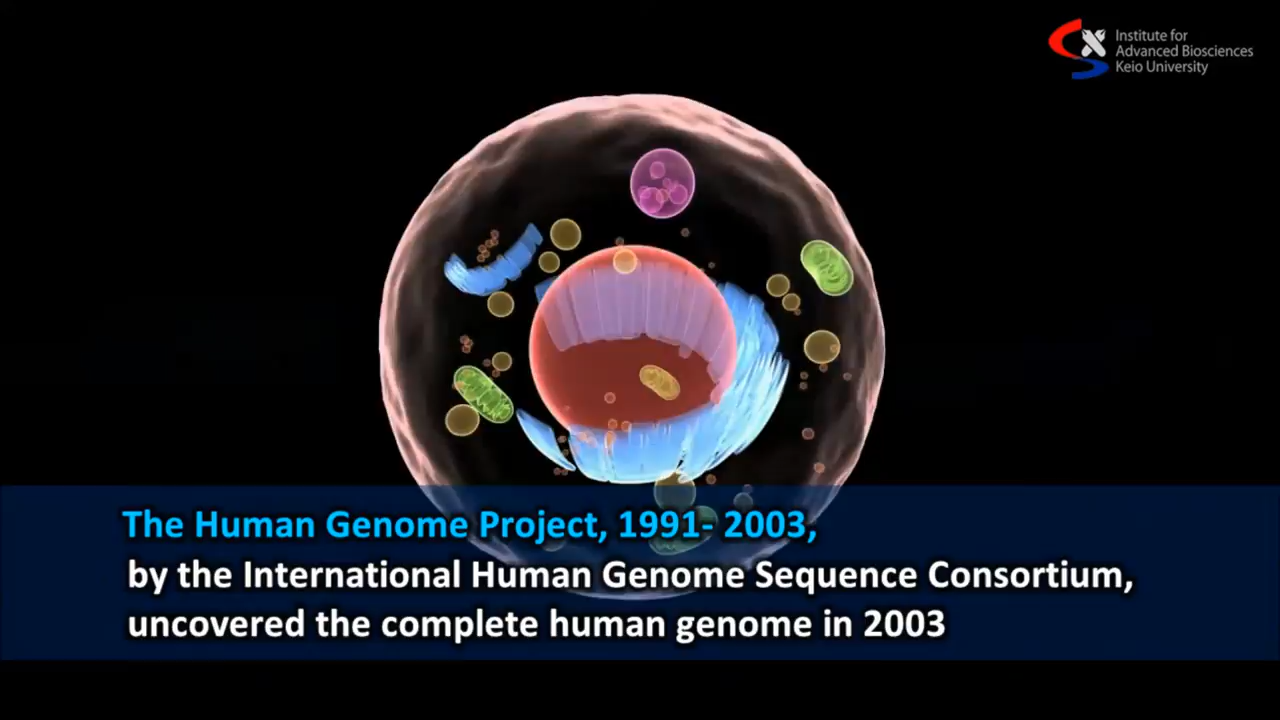 Institute for
Advanced Biosciences
Keio University
The Human Genome Project, 1991- 2003,
by the International Human Genome Sequence Consortium,
uncovered the complete human genome in 2003